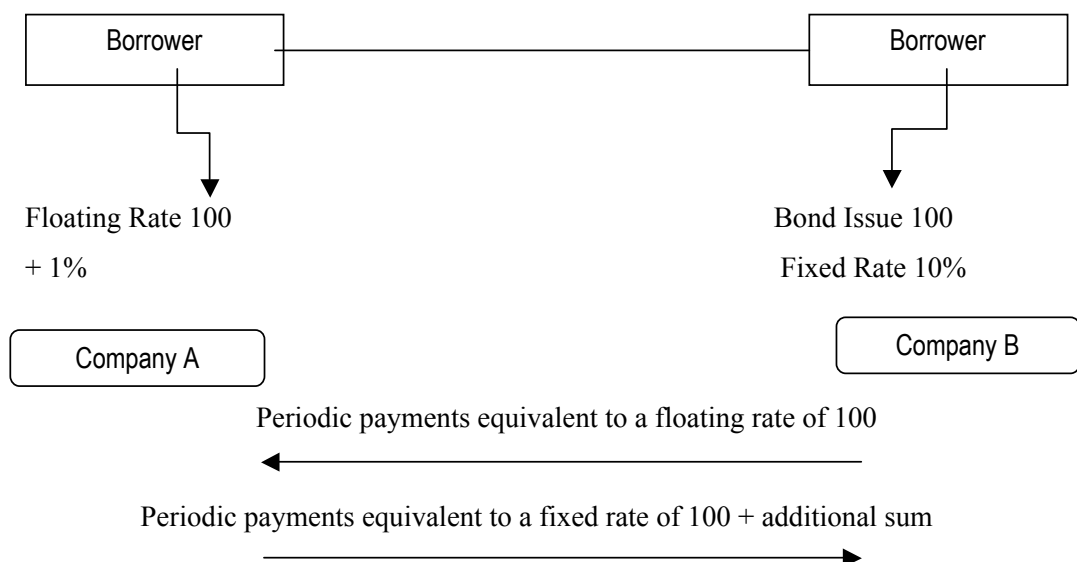 Borrower
Borrower
Floating Rate 100
+ 1%
Bond Issue 100
Fixed Rate 10%
Company A
Company B
Periodic payments equivalent to a floating rate of 100
Periodic payments equivalent to a fixed rate of 100 + additional sum